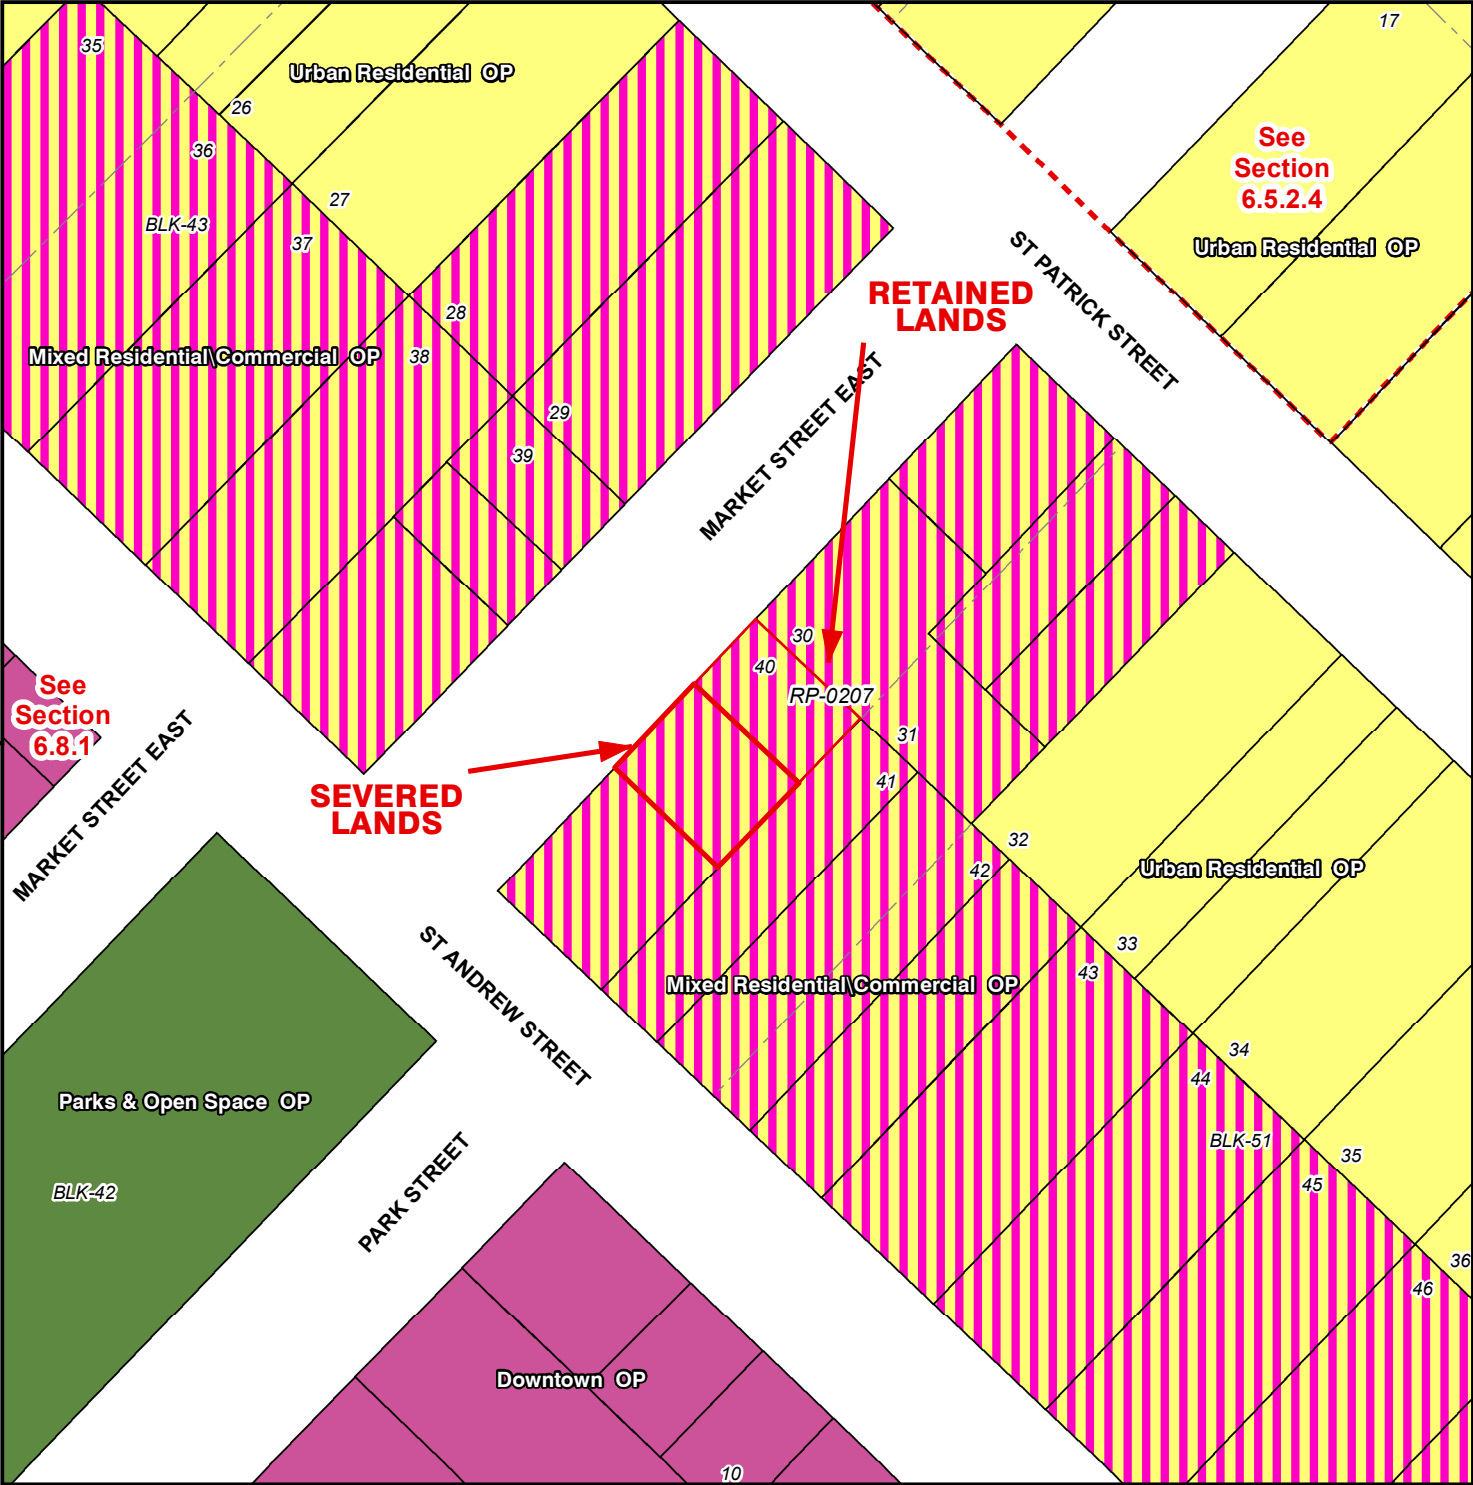 17
35
Urban Residential OP
26
See
Section
6.5.2.4
36
27
BLK-43
37
Urban Residential OP
ST PATRICK STREET
RETAINED
LANDS
28
Mixed Residential\Commercial OP
38
MARKET STREET EAST
29
39
30
40
RP-0207
See
Section
6.8.1
31
41
SEVERED
LANDS
MARKET STREET EAST
32
42
Urban Residential OP
33
43
Mixed Residential\Commercial OP
ST ANDREW STREET
34
44
Parks & Open Space OP
BLK-51
35
45
BLK-42
PARK STREET
36
46
Downtown OP
10